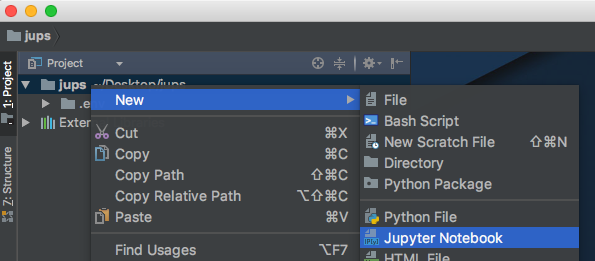 jups
Project
1: Project
jups ~/Desktop/jups
.e
Exter
Z: Structure
New
Cut ⌘X
Copy ⌘C
Copy Path ⇧⌘C
Copy Relative Path ⌥⇧⌘C
Paste ⌘V
Find Usages ⌥F7
File
Bash Script
New Scratch File ⇧⌘N
Directory
Python Package
Python File
Jupyter Notebook
HTML File